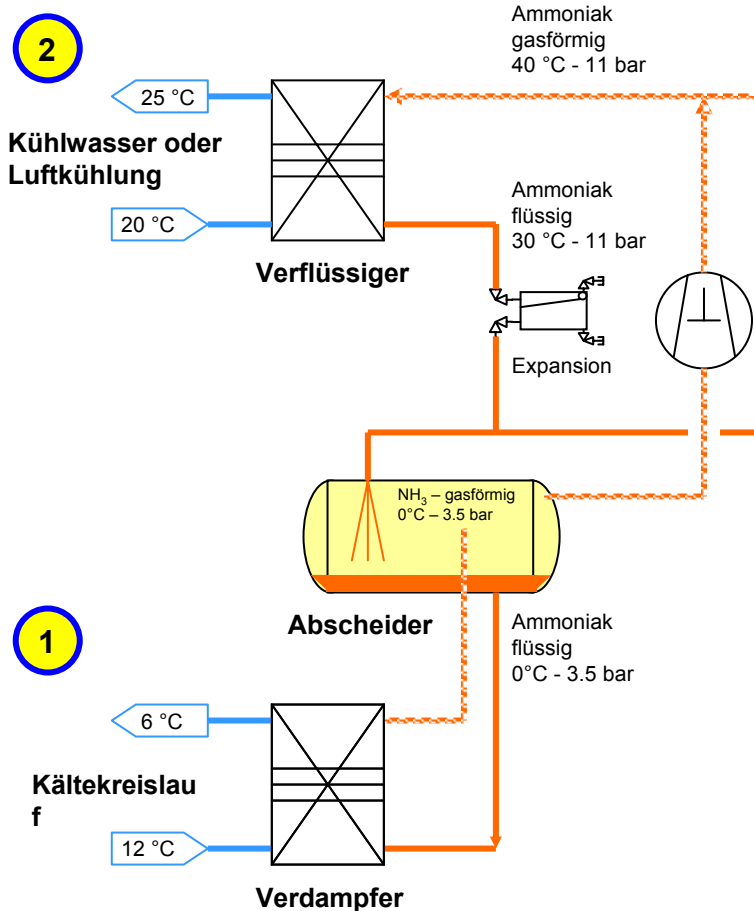 2
Ammoniak
gasförmig
40 °C - 11 bar
25 °C
Kühlwasser oder
Luftkühlung
20 °C
Ammoniak
flüssig
30 °C - 11 bar
Verflüssiger
Expansion
NH₃ – gasförmig
0°C – 3.5 bar
Abscheider
Ammoniak
flüssig
0°C - 3.5 bar
1
6 °C
Kältekreislau
f
12 °C
Verdampfer